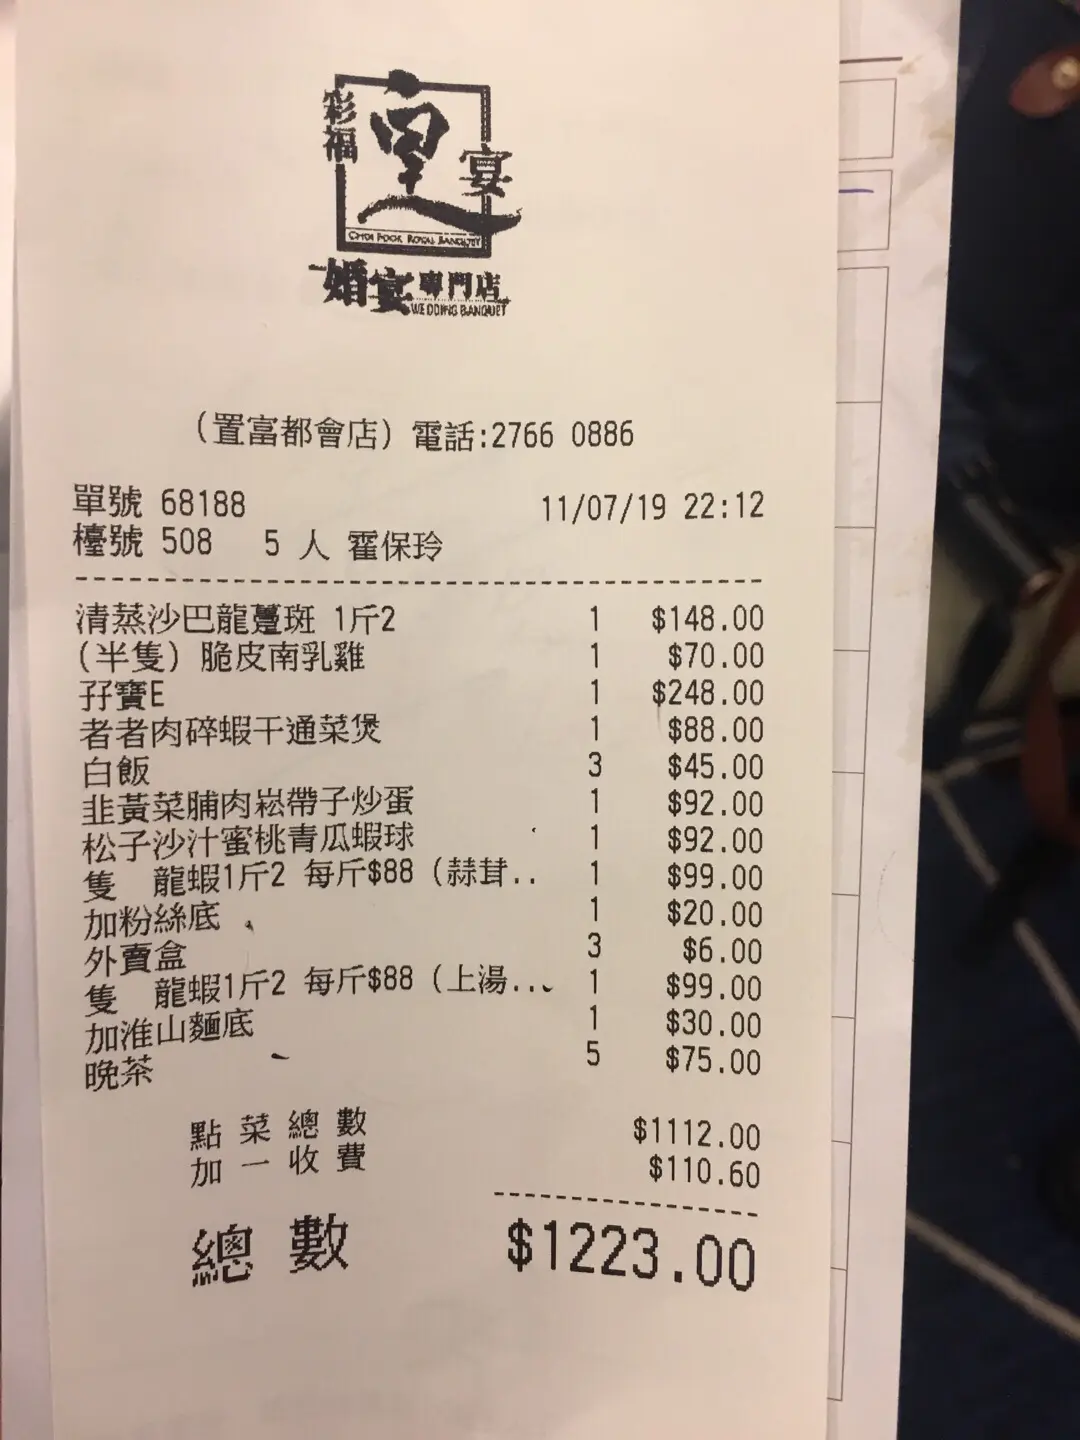 彩福 皇 宴
CHOI FOOK ROYAL BANQUET
婚宴專門店
WEDDING BANQUET
(置富都會店) 電話:2766 0886
單號 68188 11/07/19 22:12
檯號 508 5 人 霍保玲
清蒸沙巴龍躉斑 1斤2 1 $148.00
(半隻) 脆皮南乳雞 1 $70.00
孖寶E 1 $248.00
者者肉碎蝦干通菜煲 1 $88.00
白飯 3 $45.00
韭黃菜脯肉崧帶子炒蛋 1 $92.00
松子沙汁蜜桃青瓜蝦球 1 $92.00
隻 龍蝦1斤2 每斤$88 (蒜茸.. 1 $99.00
加粉絲底 1 $20.00
外賣盒 3 $6.00
隻 龍蝦1斤2 每斤$88 (上湯... 1 $99.00
加淮山麵底 1 $30.00
晚茶 5 $75.00
點菜總數 $1112.00
加一收費 $110.60
總數 $1223.00